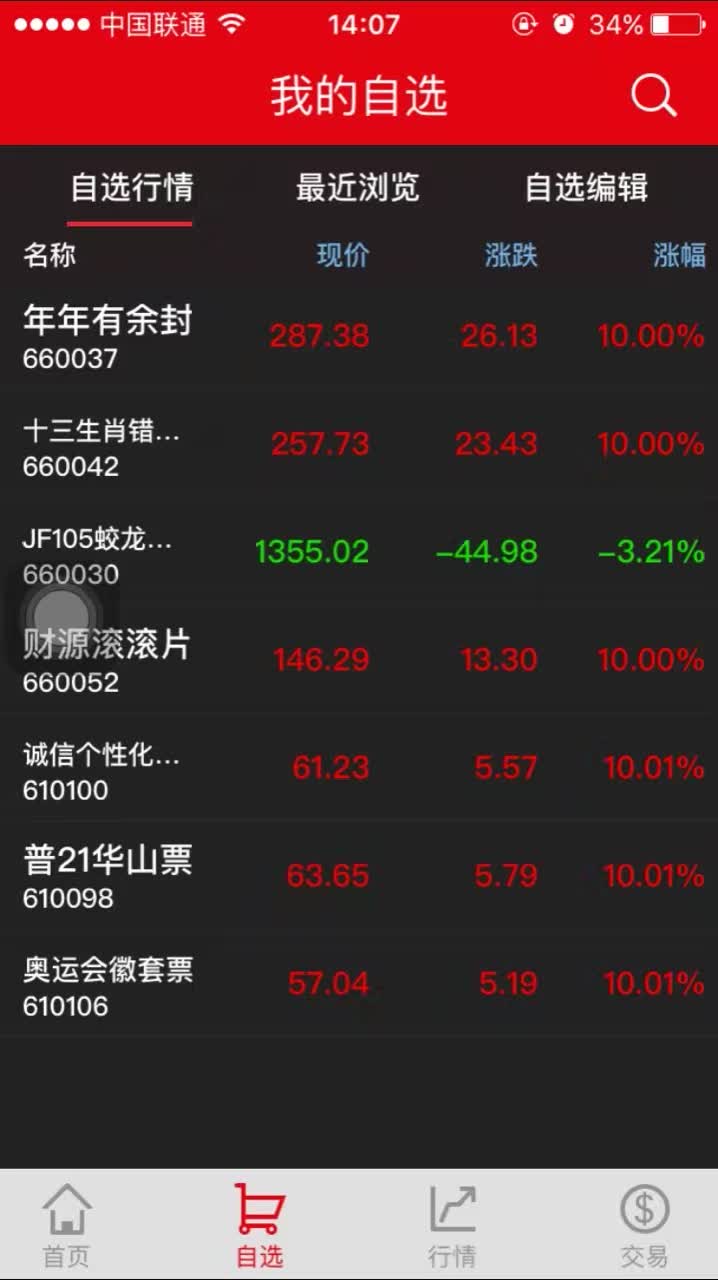 中国联通 14:07 34%
我的自选
自选行情 最近浏览 自选编辑
名称 现价 涨跌 涨幅
年年有余封 287.38 26.13 10.00%
660037
十三生肖错... 257.73 23.43 10.00%
660042
JF105蛟龙... 1355.02 -44.98 -3.21%
660030
财源滚滚片 146.29 13.30 10.00%
660052
诚信个性化... 61.23 5.57 10.01%
610100
普21华山票 63.65 5.79 10.01%
610098
奥运会徽套票 57.04 5.19 10.01%
610106
首页 自选 行情 交易